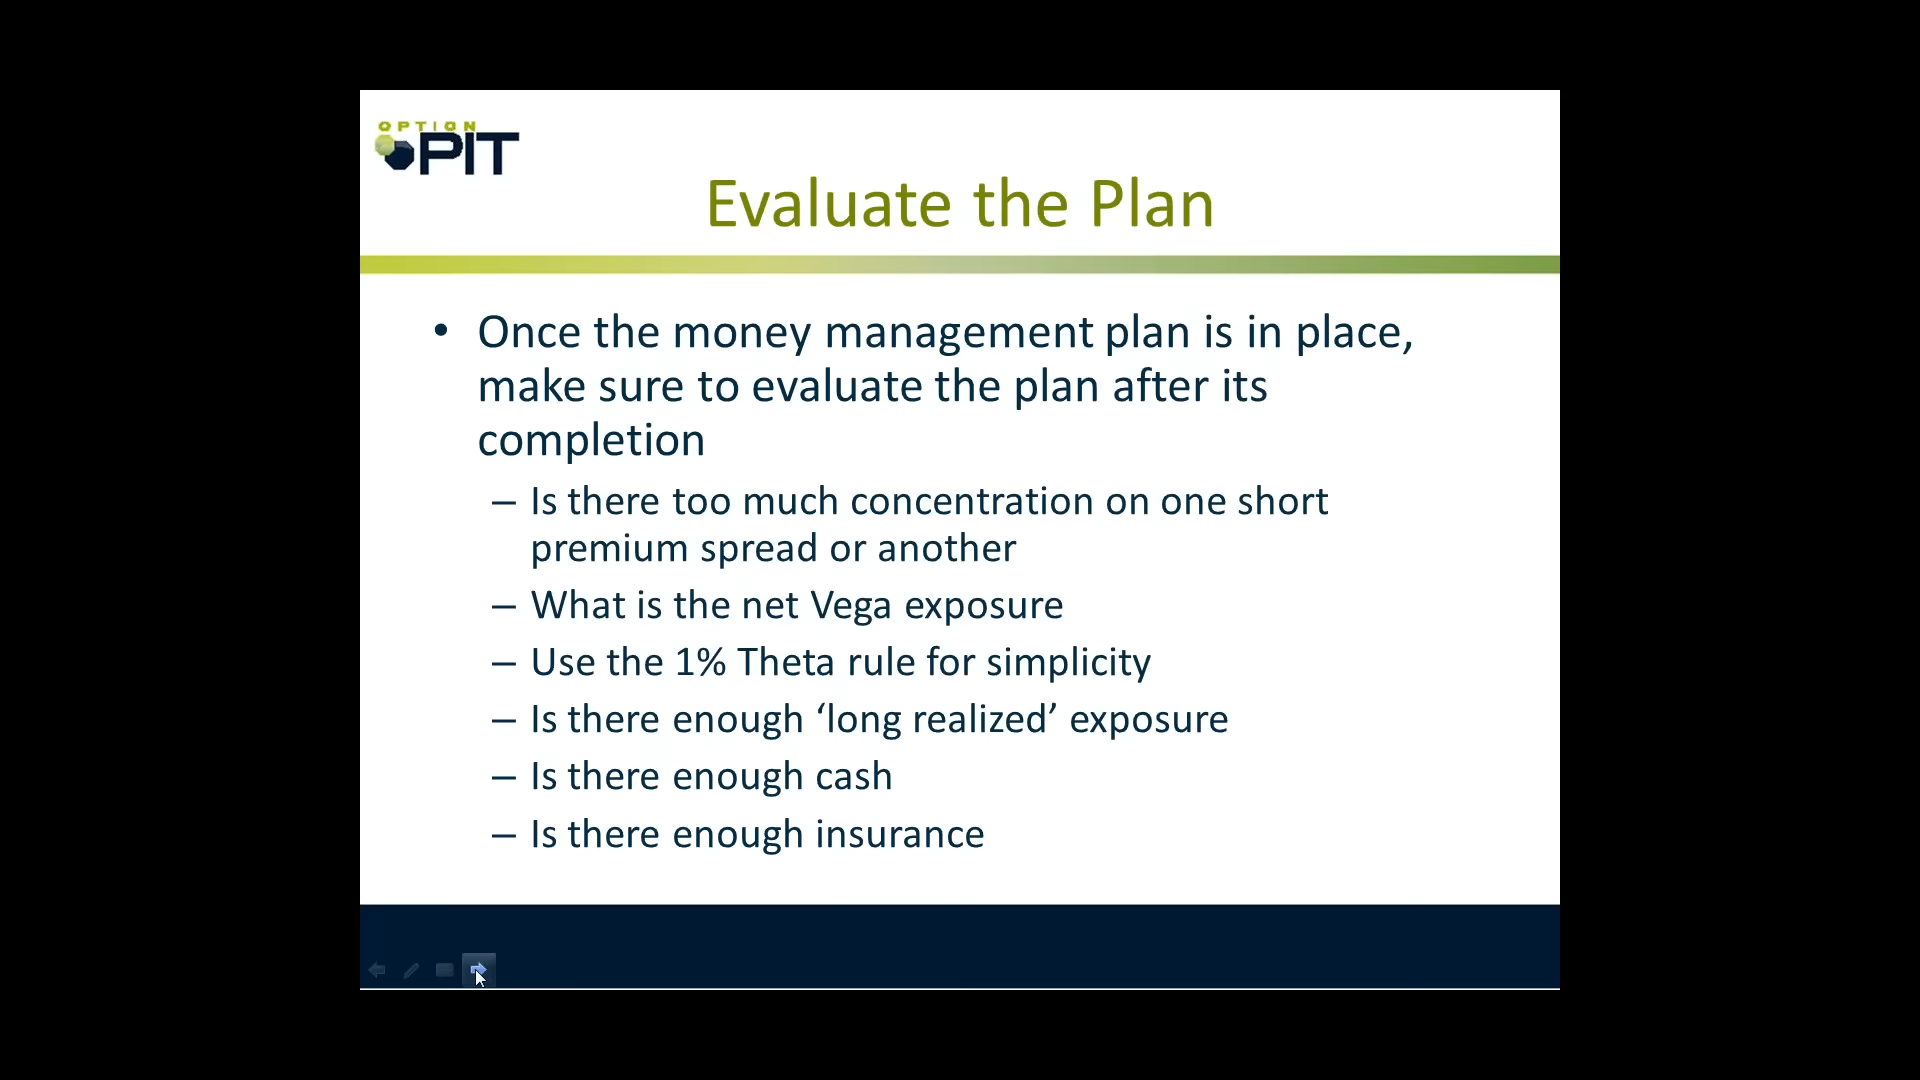 OPTION
PIT
Evaluate the Plan
• Once the money management plan is in place,
make sure to evaluate the plan after its
completion
– Is there too much concentration on one short
premium spread or another
– What is the net Vega exposure
– Use the 1% Theta rule for simplicity
– Is there enough ‘long realized’ exposure
– Is there enough cash
– Is there enough insurance